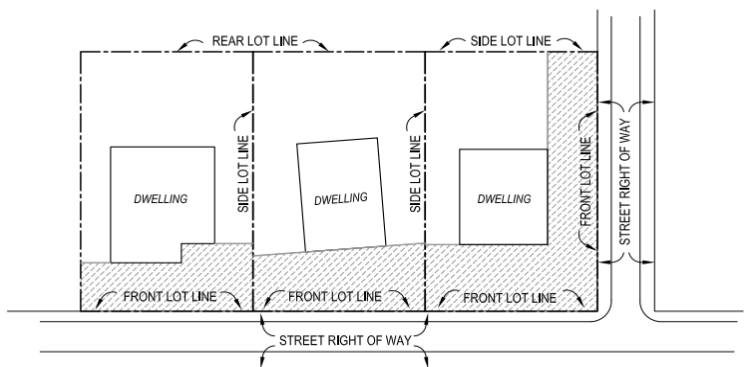 REAR LOT LINE
SIDE LOT LINE
SIDE LOT LINE
SIDE LOT LINE
FRONT LOT LINE
STREET RIGHT OF WAY
DWELLING
DWELLING
DWELLING
FRONT LOT LINE
FRONT LOT LINE
FRONT LOT LINE
STREET RIGHT OF WAY